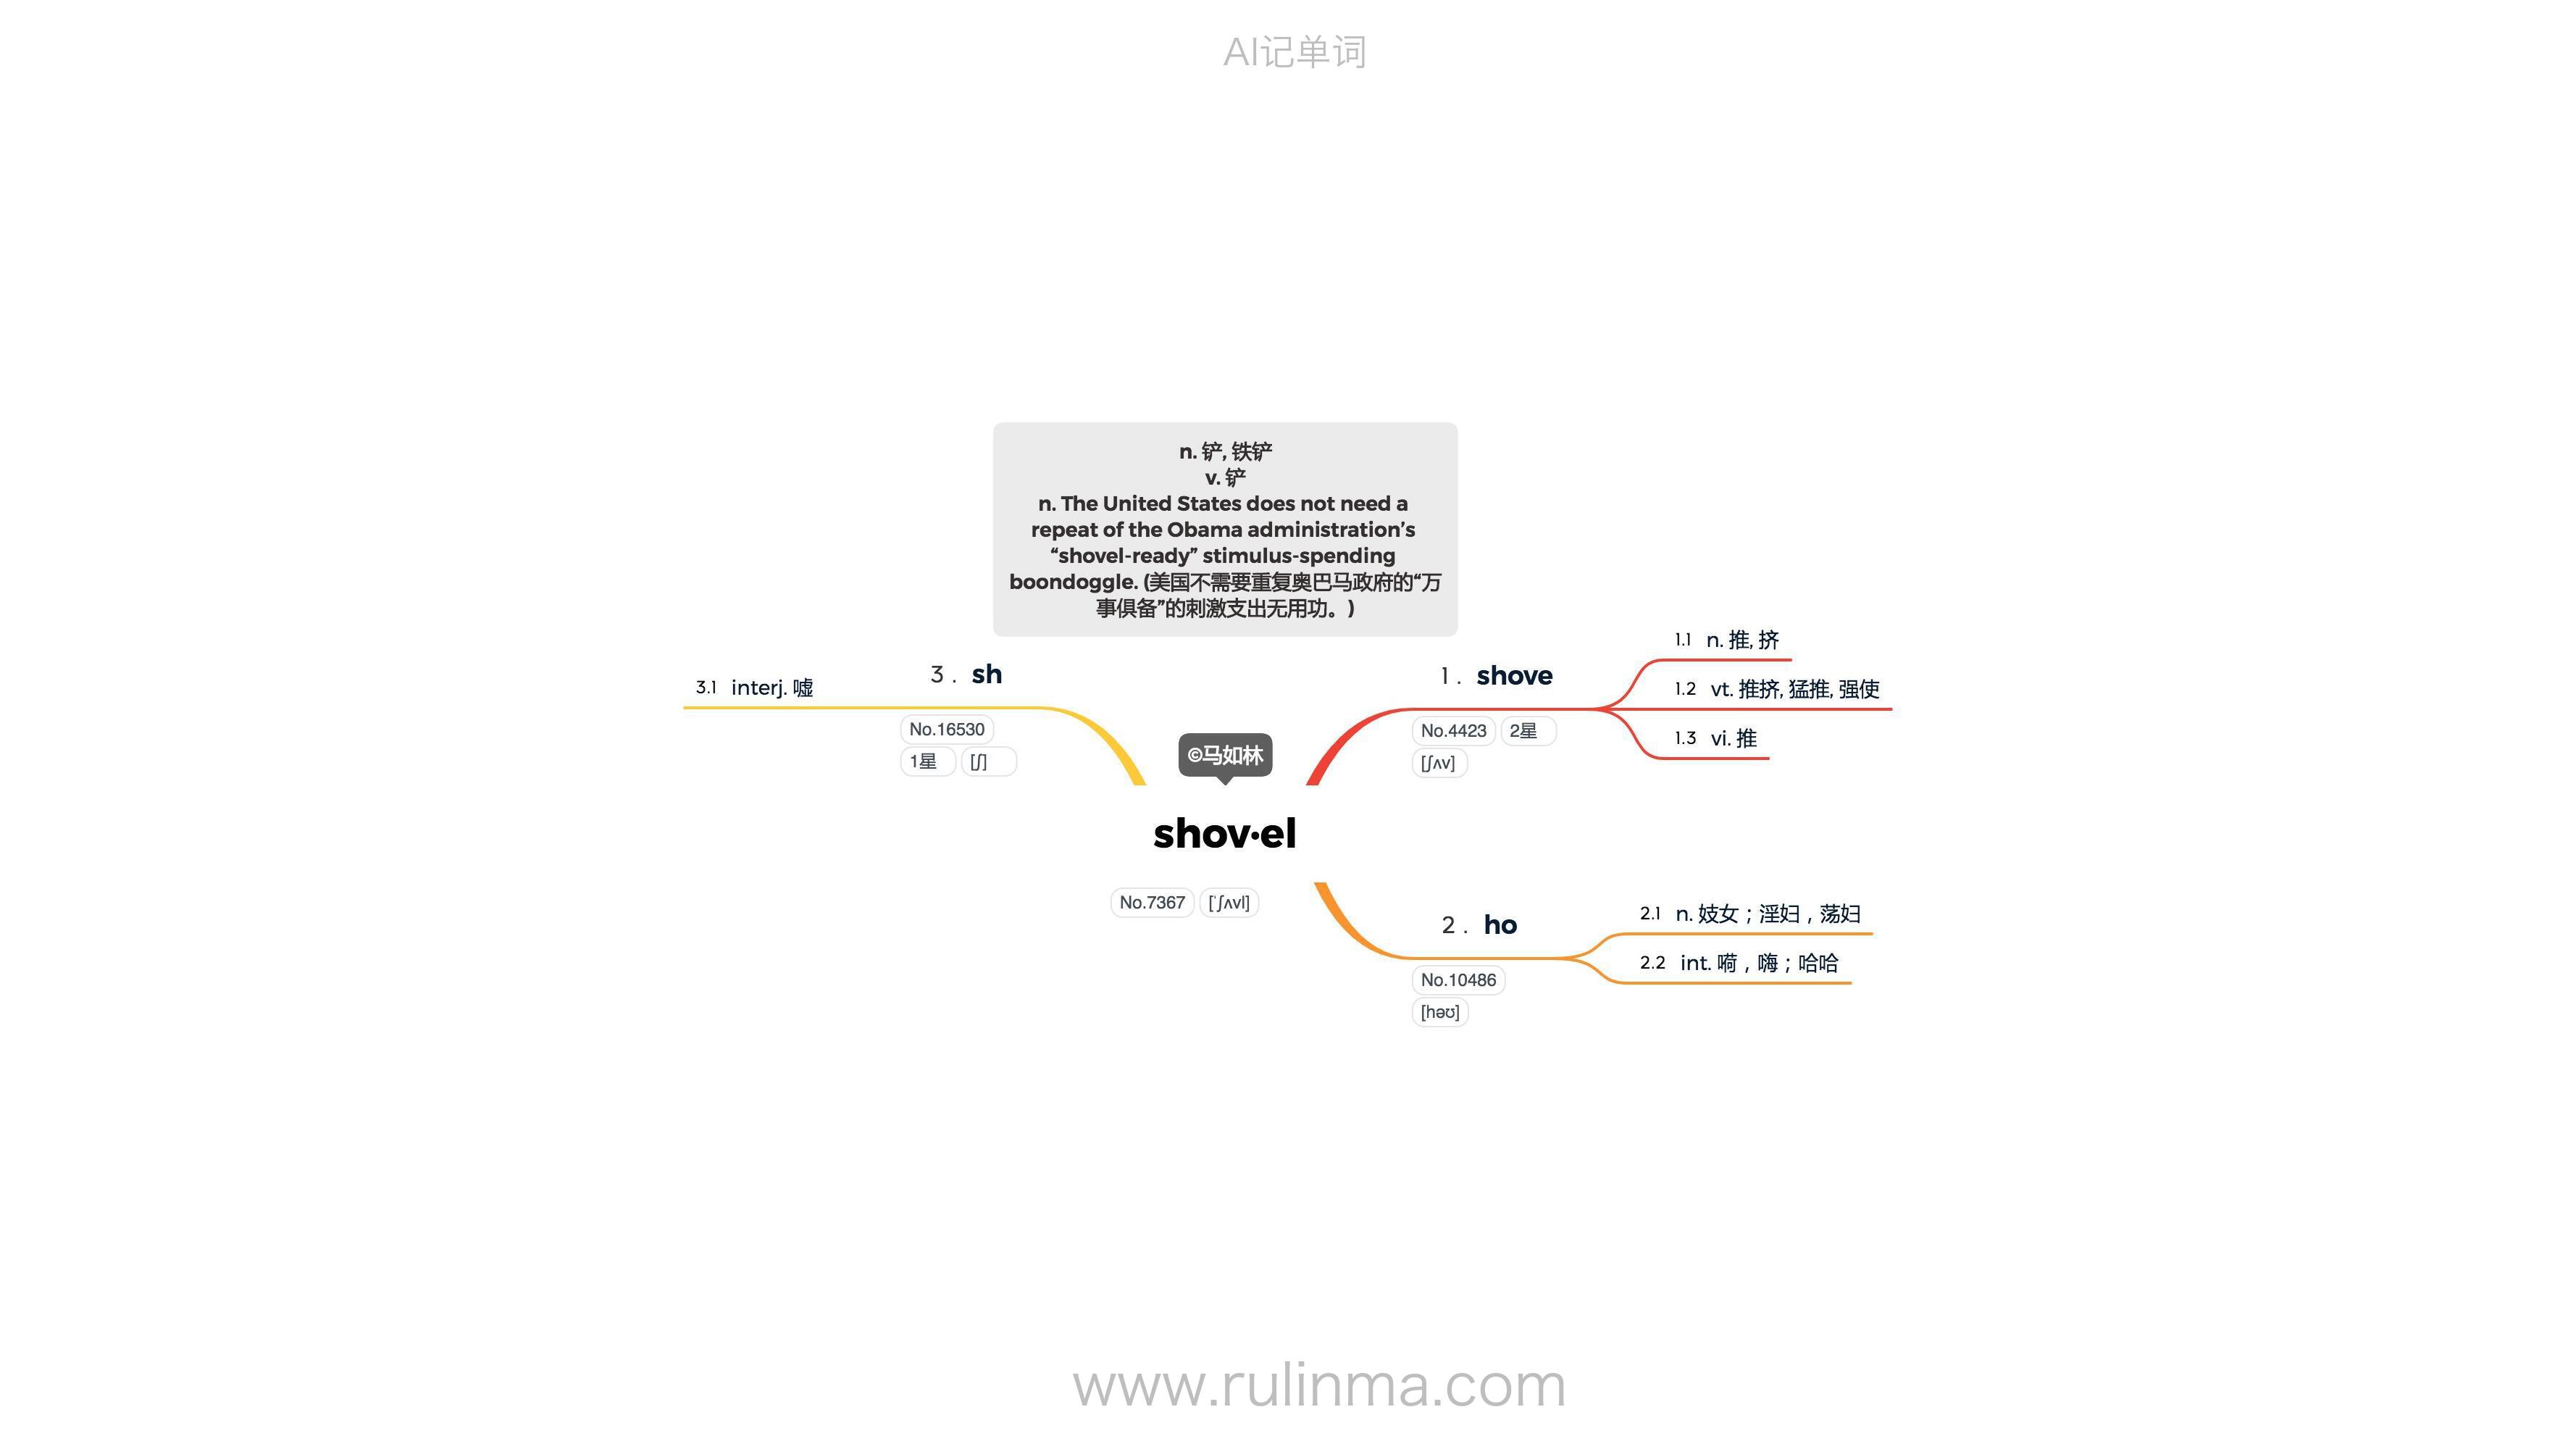 AI记单词
n. 铲, 铁铲
v. 铲
n. The United States does not need a
repeat of the Obama administration’s
“shovel-ready” stimulus-spending
boondoggle. (美国不需要重复奥巴马政府的“万
事俱备”的刺激支出无用功。)
3 . sh
3.1 interj. 嘘
No.16530
1星 [ʃ]
©马如林
shov·el
No.7367 [ˈʃʌvl]
1 . shove
No.4423 2星
[ʃʌv]
1.1 n. 推, 挤
1.2 vt. 推挤, 猛推, 强使
1.3 vi. 推
2 . ho
No.10486
[həʊ]
2.1 n. 妓女；淫妇，荡妇
2.2 int. 嗬，嗨；哈哈
www.rulinma.com